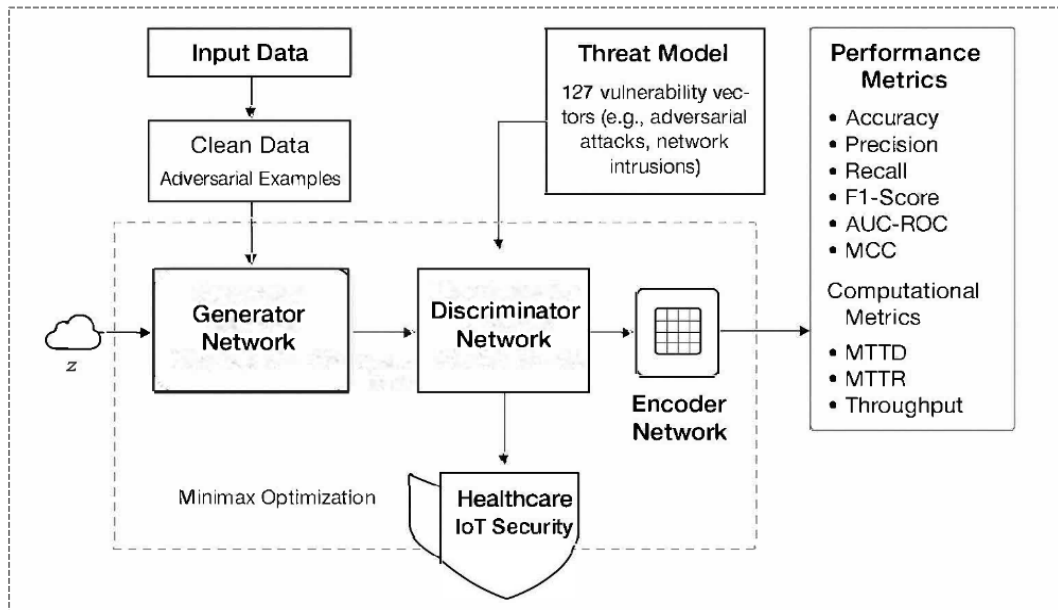 Input Data
Clean Data
Adversarial Examples
Threat Model
127 vulnerability vec-
tors (e.g., adversarial
attacks, network
intrusions)
Performance
Metrics
• Accuracy
• Precision
• Recall
• F1-Score
• AUC-ROC
• MCC
Computational
Metrics
• MTTD
• MTTR
• Throughput
z
Generator
Network
Discriminator
Network
Encoder
Network
Minimax Optimization
Healthcare
IoT Security